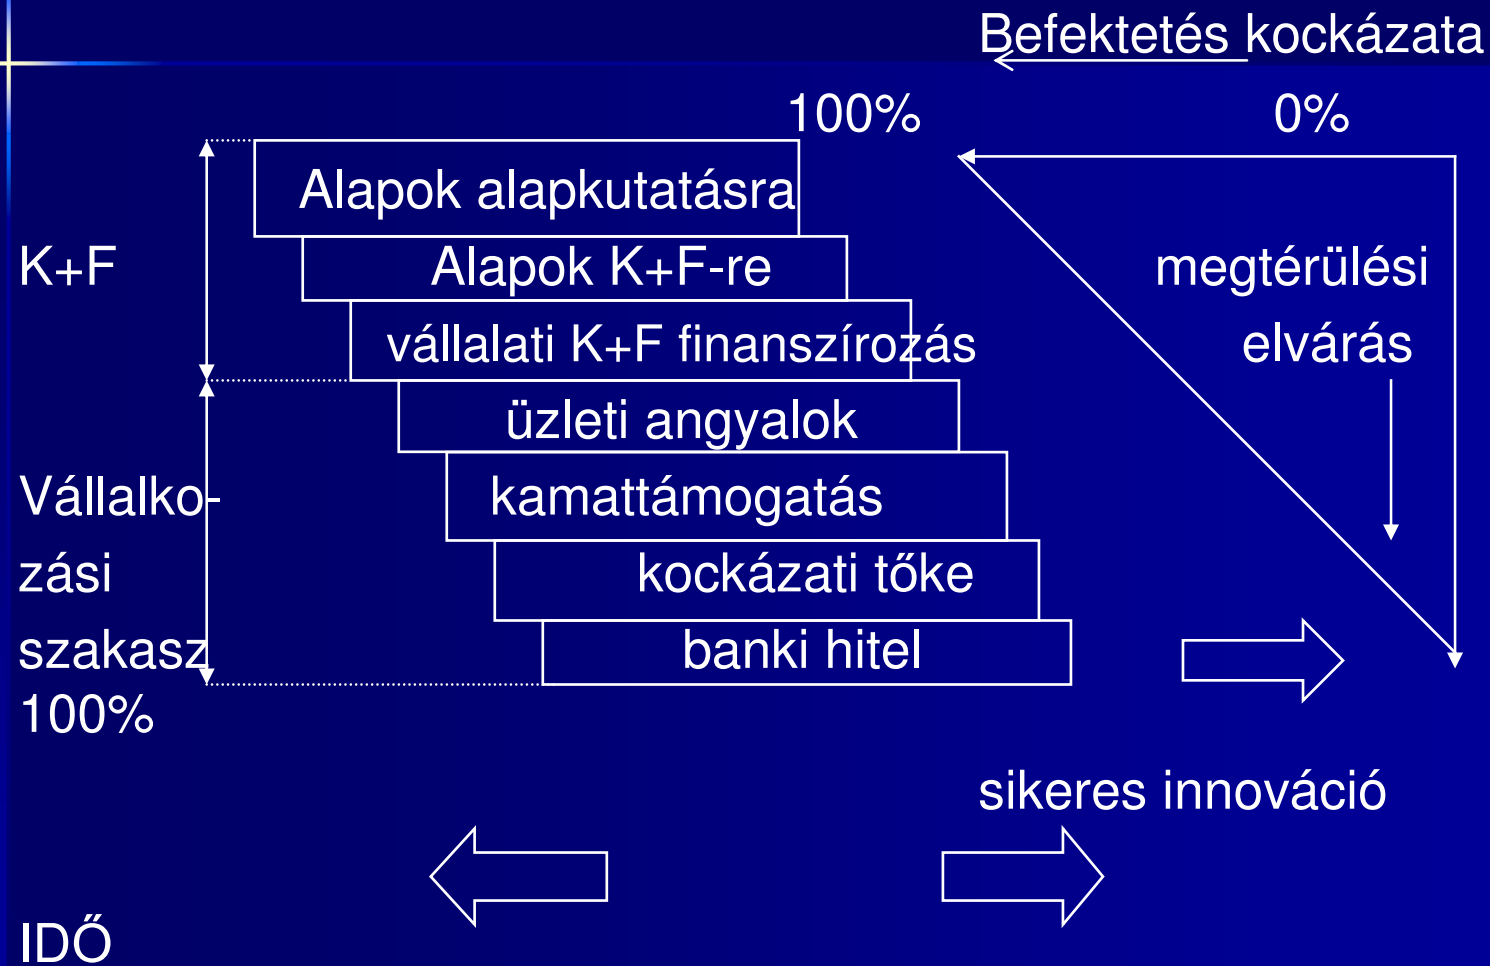 Befektetés kockázata
100% 0%
Alapok alapkutatásra
K+F Alapok K+F-re megtérülési
vállalati K+F finanszírozás elvárás
üzleti angyalok
Vállalko- kamattámogatás
zási kockázati tőke
szakasz banki hitel
100%
sikeres innováció
IDŐ